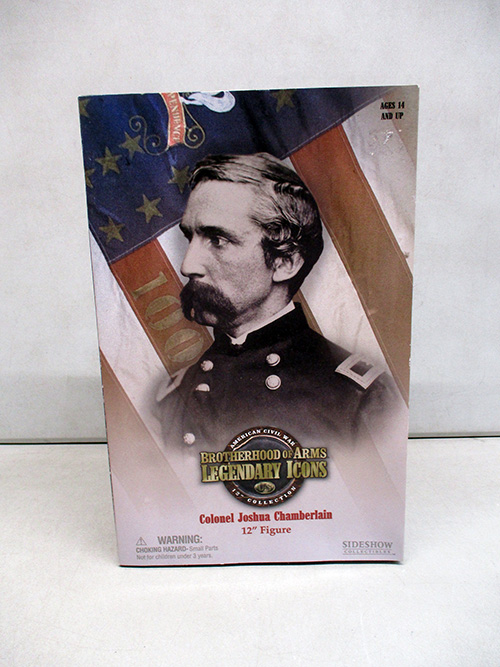 AGES 14
AND UP
100
AMERICAN CIVIL WAR
BROTHERHOOD OF ARMS
LEGENDARY ICONS
12" COLLECTION
Colonel Joshua Chamberlain
12" Figure
WARNING:
CHOKING HAZARD- Small Parts
Not for children under 3 years.
SIDESHOW
COLLECTIBLES